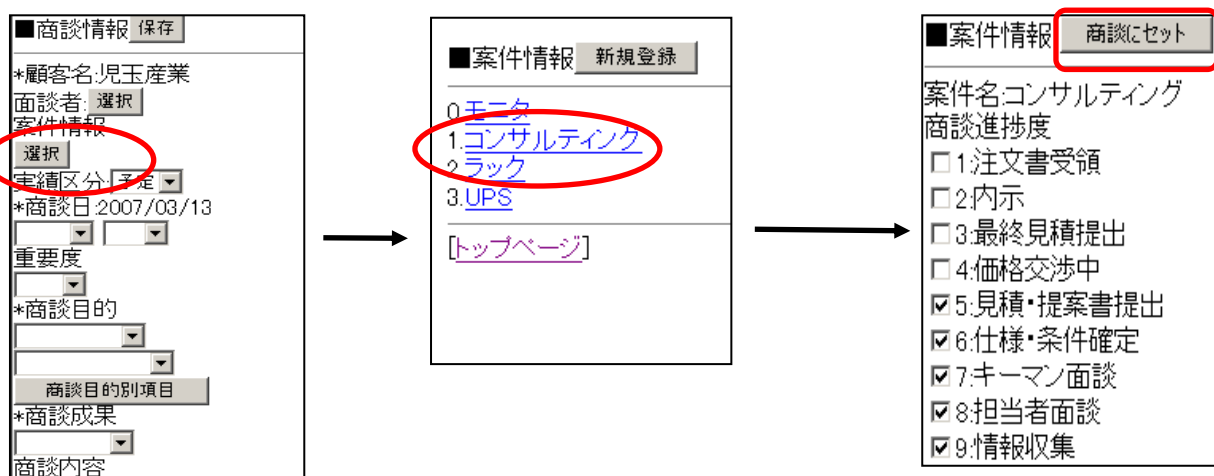 ■商談情報 保存
*顧客名:児玉産業
面談者: 選択
案件情報
選択
実績区分:予定
*商談日:2007/03/13
重要度
*商談目的
商談目的別項目
*商談成果
商談内容
■案件情報 新規登録
0.モニタ
1.コンサルティング
2.ラック
3.UPS
[トップページ]
■案件情報 商談にセット
案件名:コンサルティング
商談進捗度
1:注文書受領
2:内示
3:最終見積提出
4:価格交渉中
5:見積・提案書提出
6:仕様・条件確定
7:キーマン面談
8:担当者面談
9:情報収集